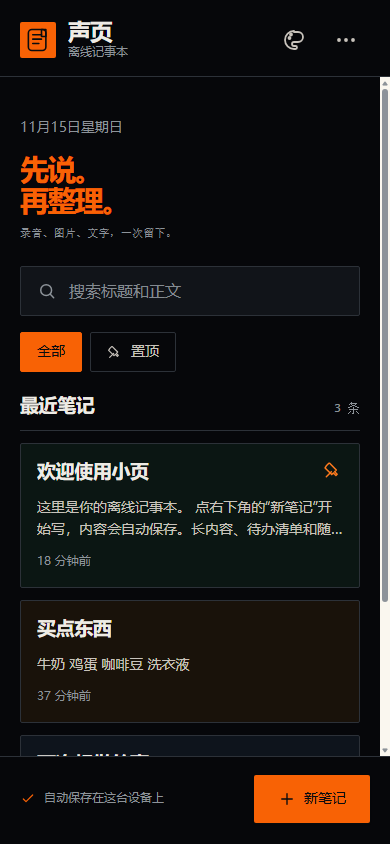 声页
离线记事本
11月15日星期日
先说。
再整理。
录音、图片、文字，一次留下。
搜索标题和正文
全部
置顶
最近笔记
3 条
欢迎使用小页
这里是你的离线记事本。 点右下角的“新笔记”开
始写，内容会自动保存。长内容、待办清单和随...
18 分钟前
买点东西
牛奶 鸡蛋 咖啡豆 洗衣液
37 分钟前
自动保存在这台设备上
新笔记